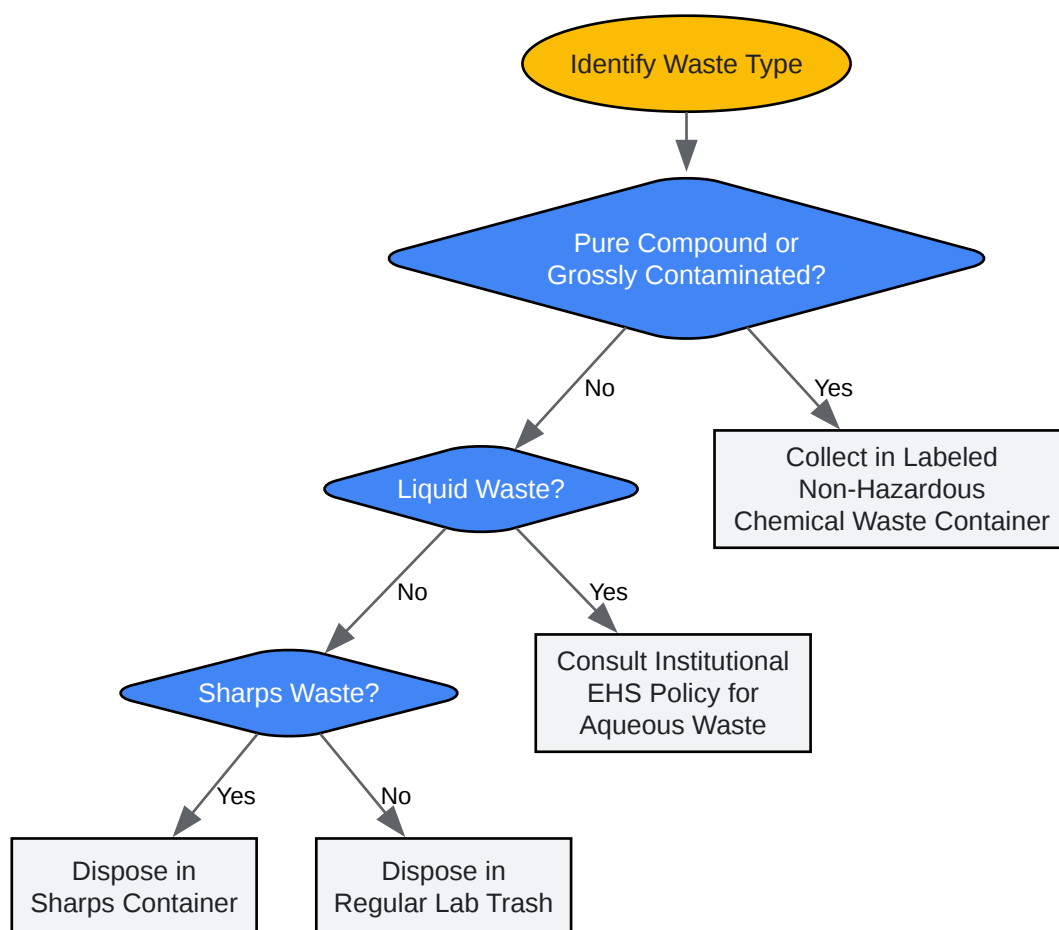 Identify Waste Type
Pure Compound or
Grossly Contaminated?
No
Yes
Liquid Waste?
Collect in Labeled
Non-Hazardous
Chemical Waste Container
No
Yes
Sharps Waste?
Consult Institutional
EHS Policy for
Aqueous Waste
Yes
No
Dispose in
Sharps Container
Dispose in
Regular Lab Trash